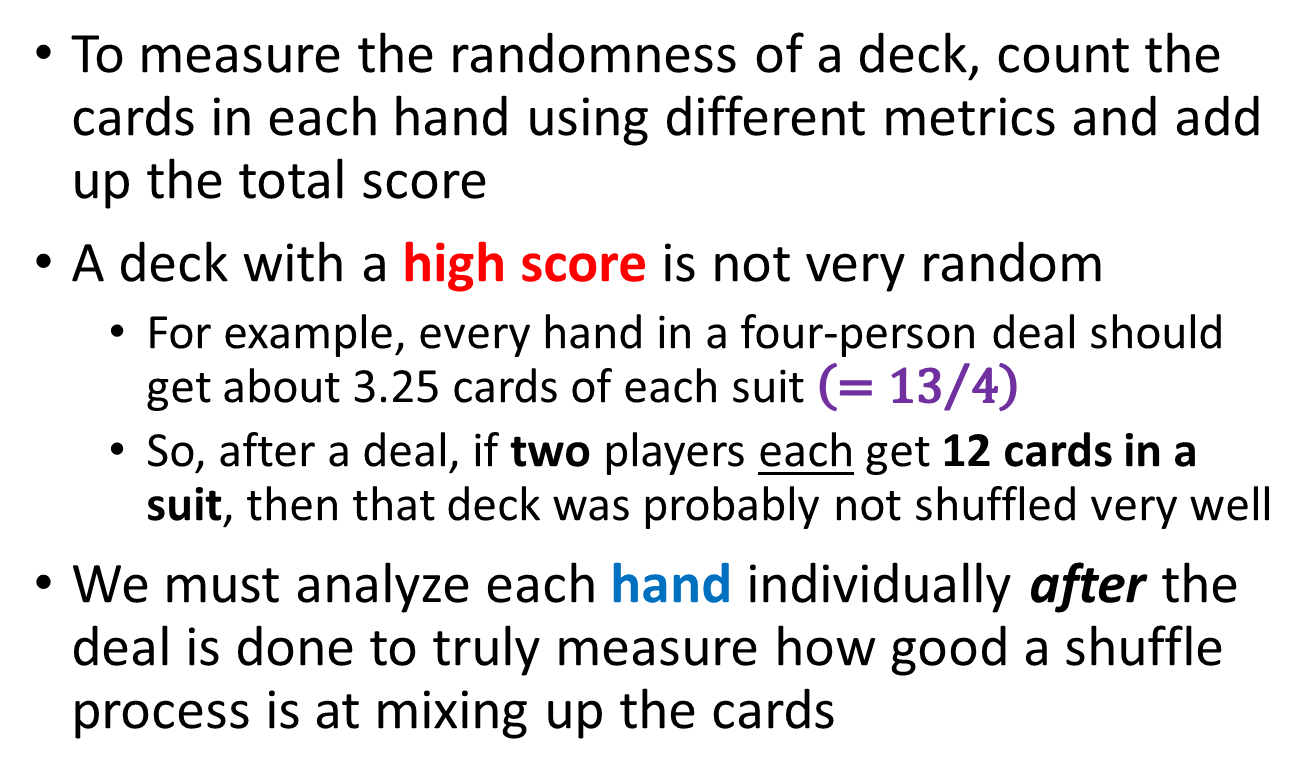 • To measure the randomness of a deck, count the
cards in each hand using different metrics and add
up the total score
• A deck with a high score is not very random
• For example, every hand in a four-person deal should
get about 3.25 cards of each suit (= 13/4)
• So, after a deal, if two players each get 12 cards in a
suit, then that deck was probably not shuffled very well
• We must analyze each hand individually after the
deal is done to truly measure how good a shuffle
process is at mixing up the cards